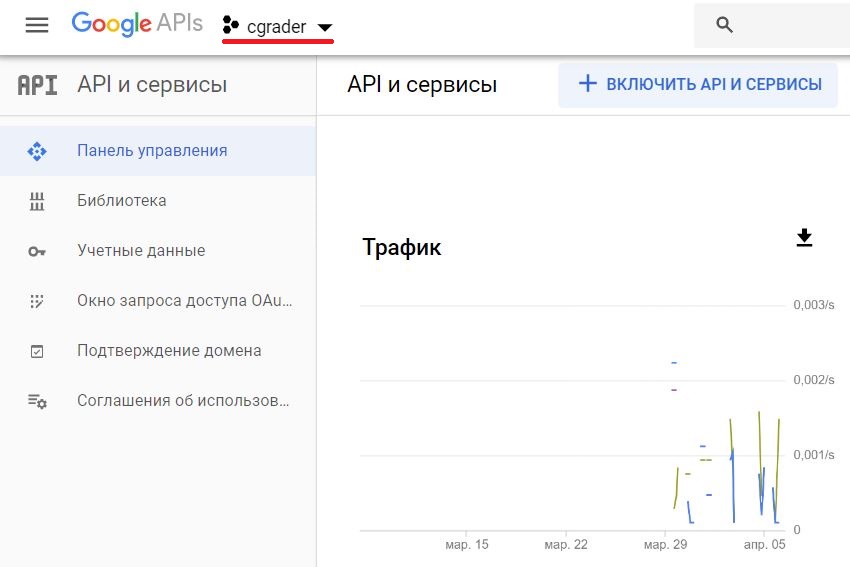 Google APIs cgrader
API API и сервисы
API и сервисы
ВКЛЮЧИТЬ API И СЕРВИСЫ
Панель управления
Библиотека
Учетные данные
Окно запроса доступа OAu...
Подтверждение домена
Соглашения об использов...
Трафик
0,003/s
0,002/s
0,001/s
0
мар. 15 мар. 22 мар. 29 апр. 05